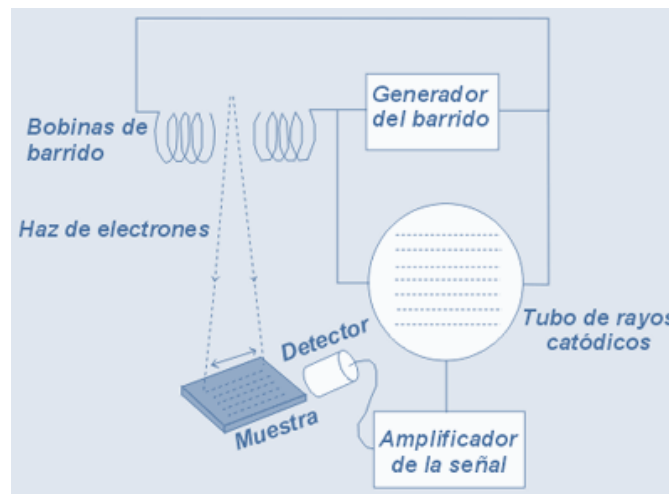 Generador
del barrido
Bobinas de
barrido
Haz de electrones
Detector
Tubo de rayos
catódicos
Muestra
Amplificador
de la señal